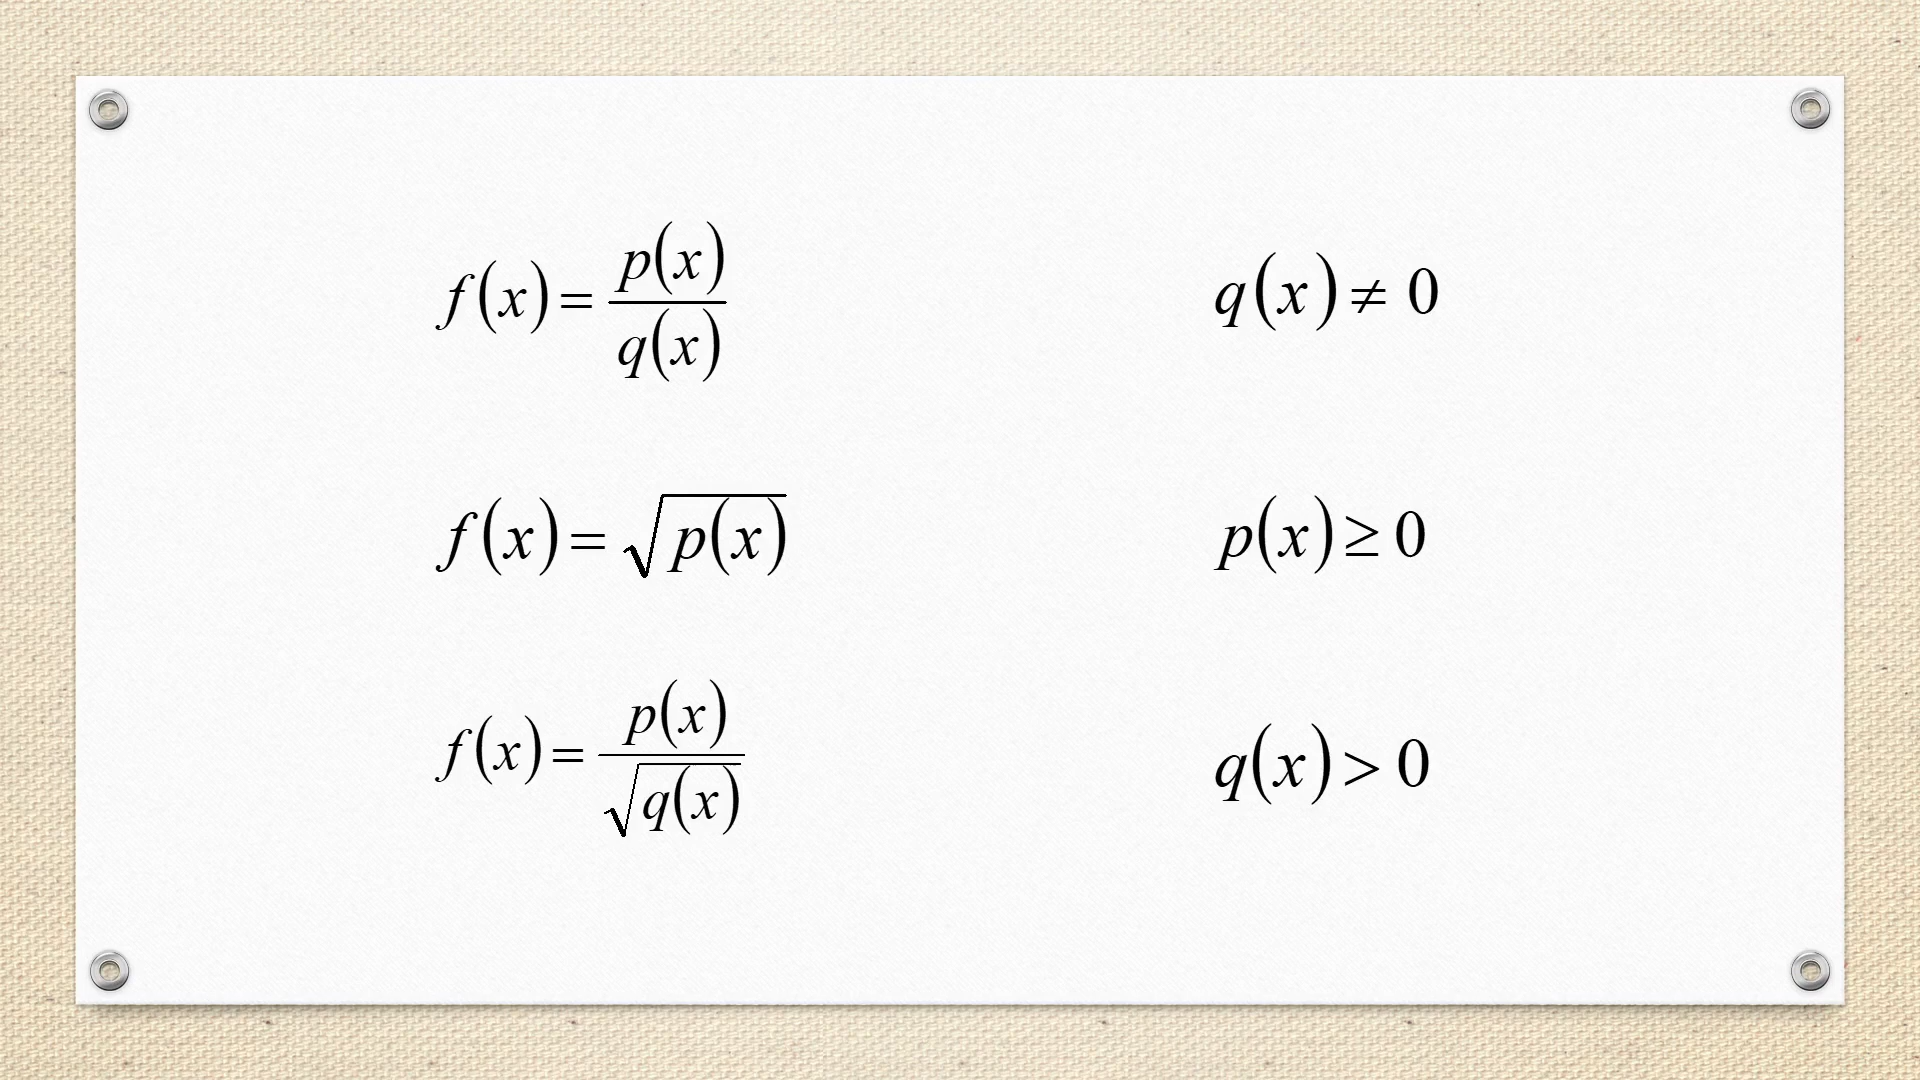 f(x) = p(x)/q(x)    q(x) ≠ 0
f(x) = √p(x)    p(x) ≥ 0
f(x) = p(x)/√q(x)    q(x) > 0